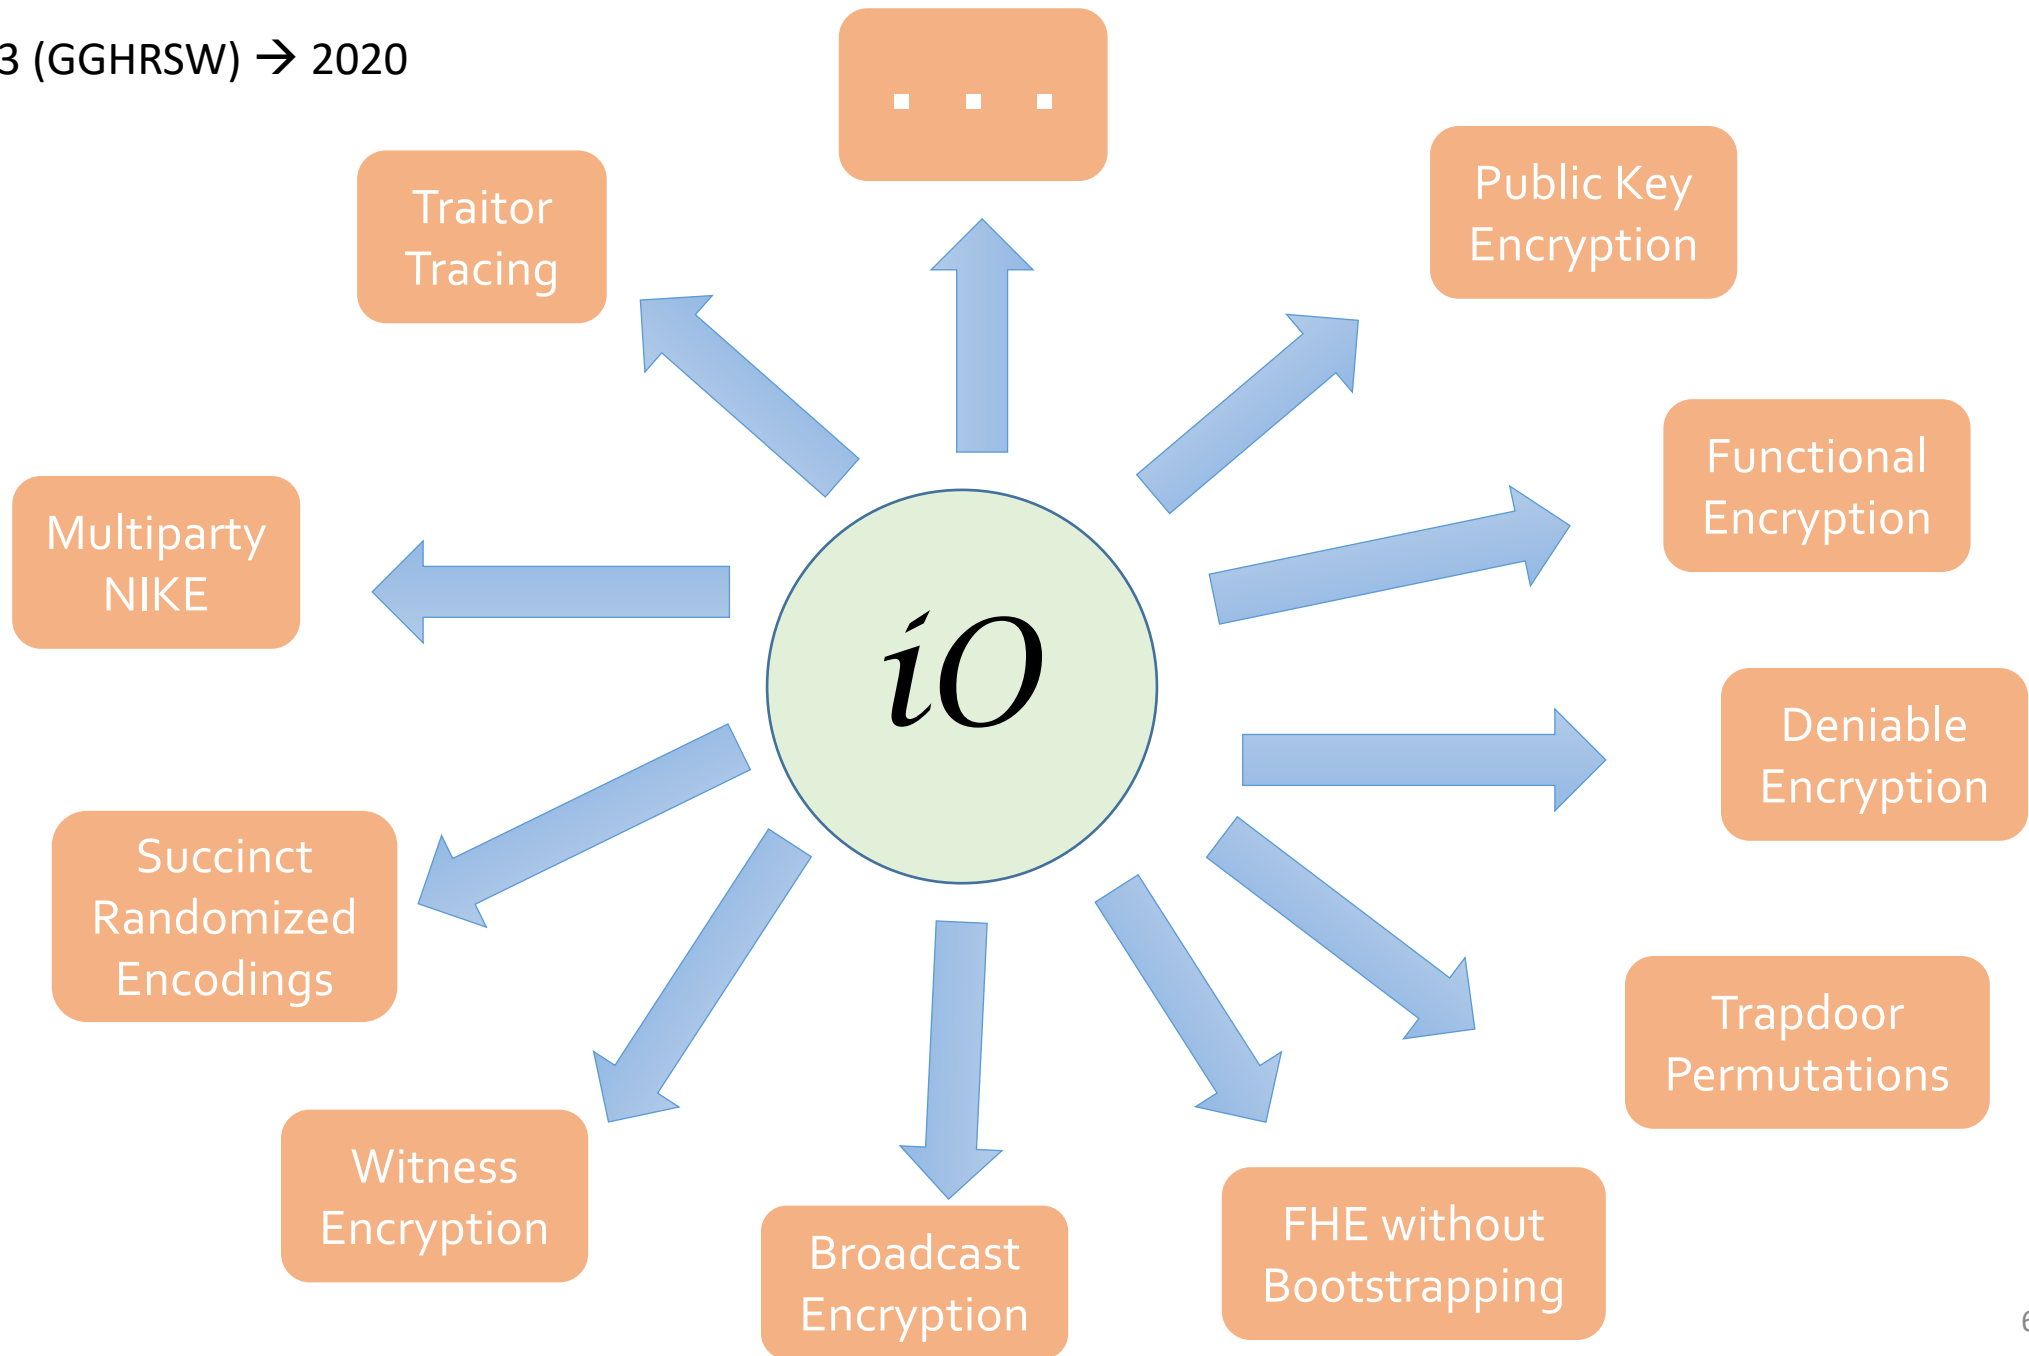 3 (GGHRSW) → 2020
. . .
Traitor
Tracing
Public Key
Encryption
Functional
Encryption
Multiparty
NIKE
iO
Deniable
Encryption
Succinct
Randomized
Encodings
Trapdoor
Permutations
Witness
Encryption
Broadcast
Encryption
FHE without
Bootstrapping
6